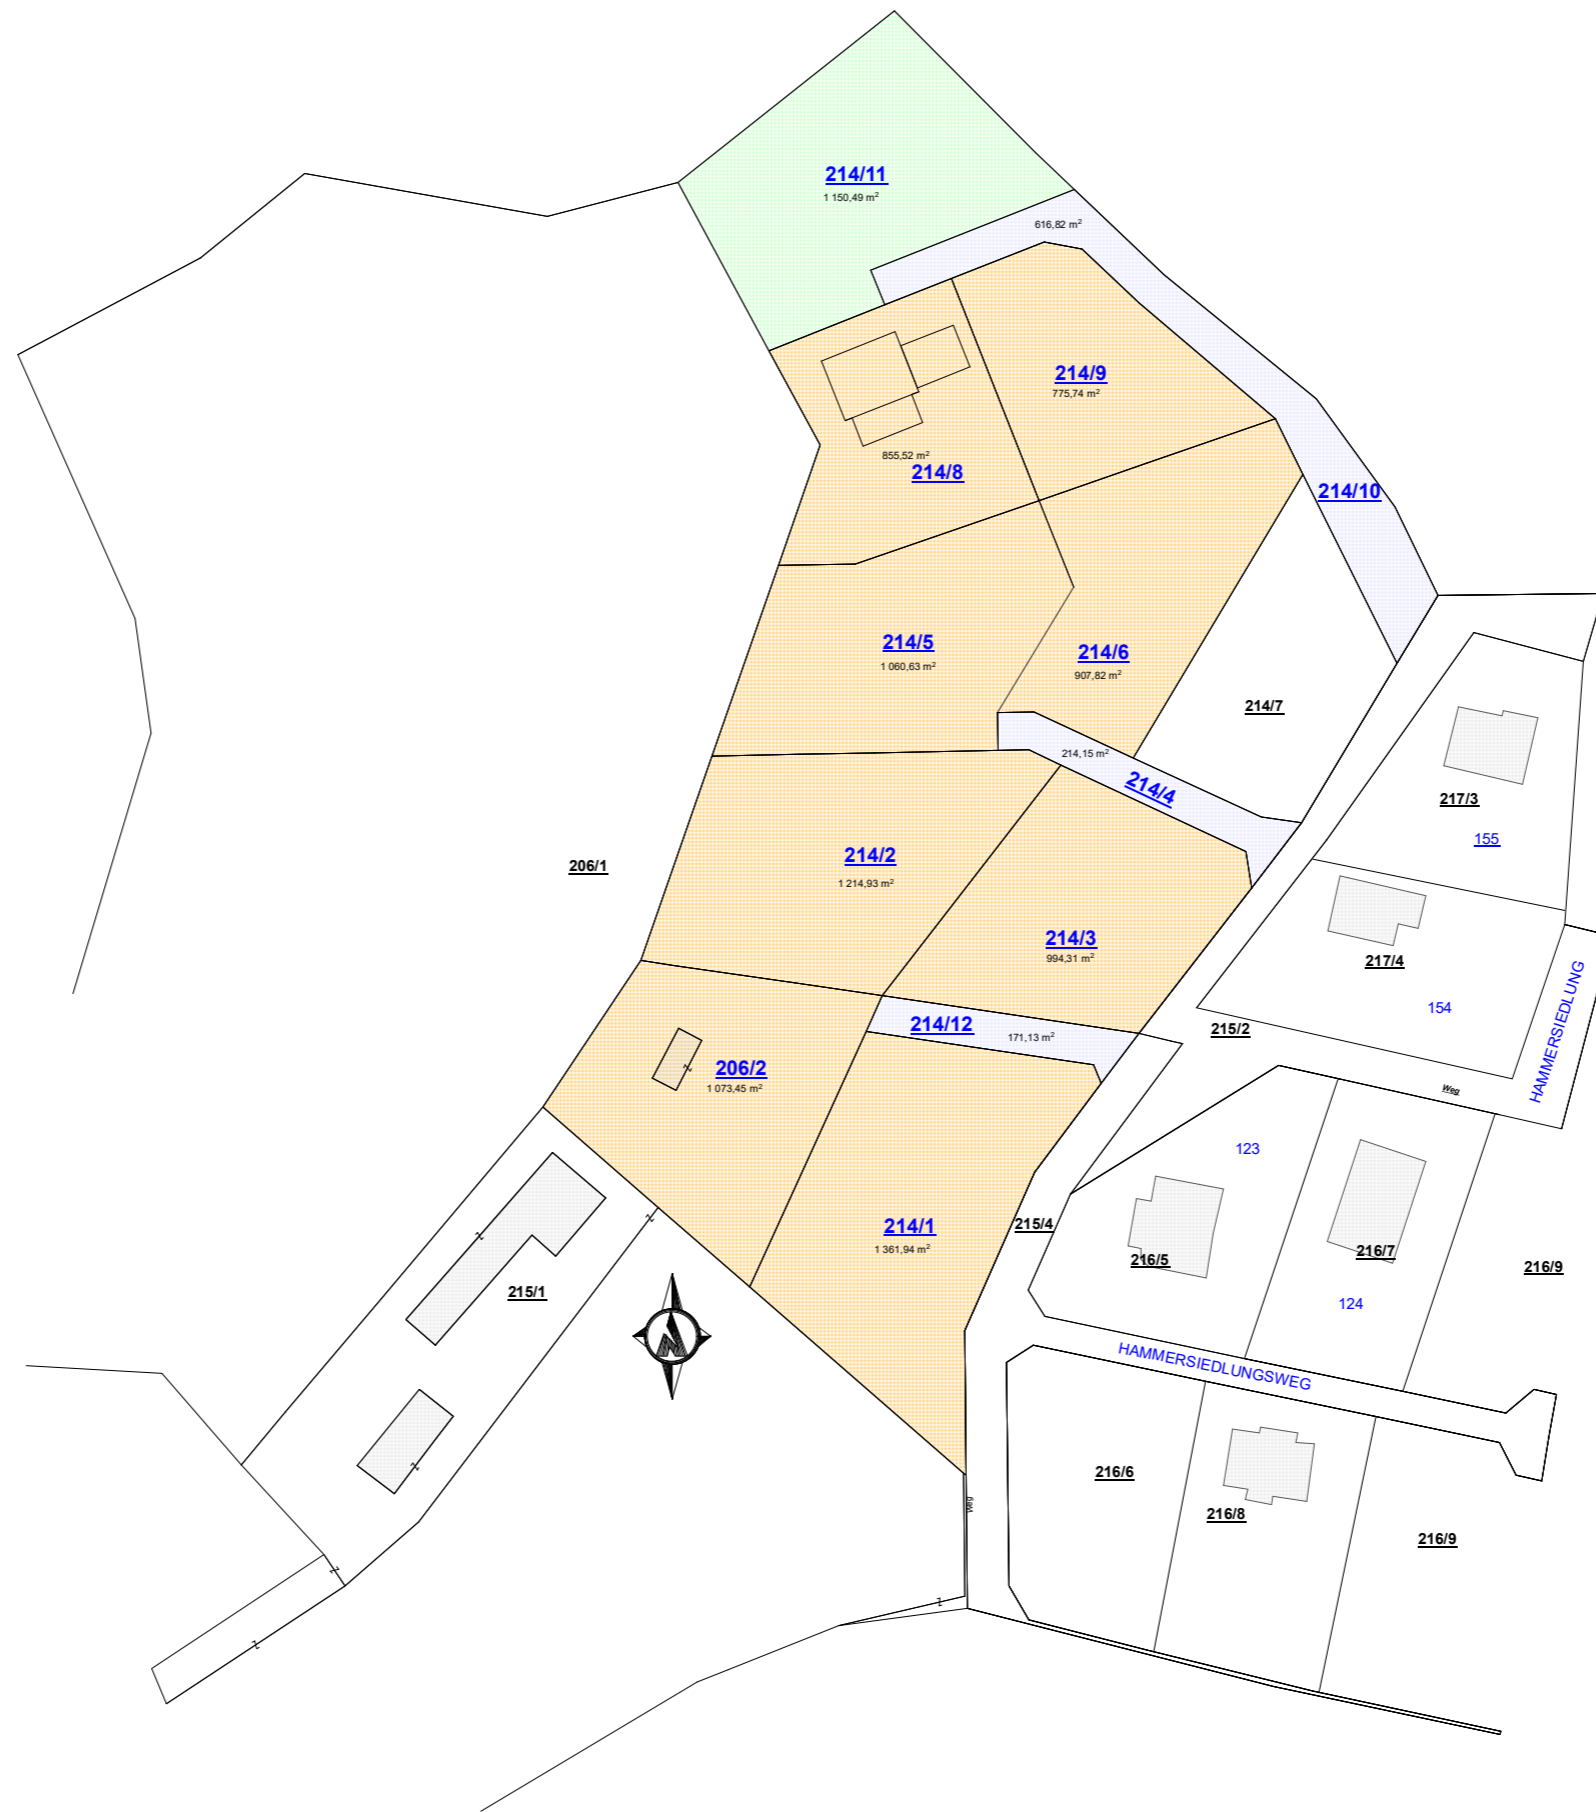 214/11
1 150,49 m²
616,82 m²
214/9
775,74 m²
855,52 m²
214/8
214/10
214/5
1 060,63 m²
214/6
907,82 m²
214/7
214,15 m²
214/4
217/3
155
214/2
1 214,93 m²
206/1
214/3
994,31 m²
217/4
154
HAMMERSIEDLUNG
214/12
171,13 m²
215/2
206/2
1 073,45 m²
Weg
123
214/1
1 361,94 m²
215/4
216/5
216/7
216/9
215/1
124
HAMMERSIEDLUNGSWEG
216/6
Weg
216/8
216/9